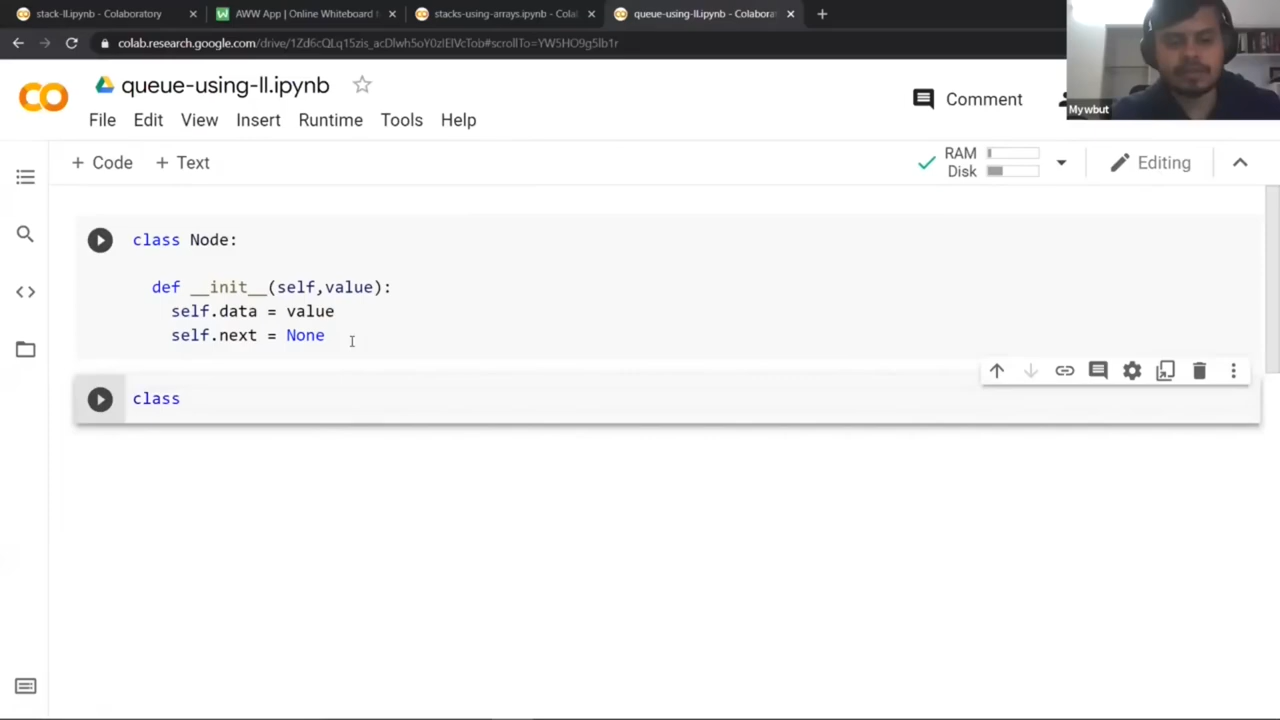 stack-ll.ipynb - Colaboratory
AWW App | Online Whiteboard
stacks-using-arrays.ipynb - Cola
queue-using-ll.ipynb - Colabora
colab.research.google.com/drive/1Zd6cQLq15zis_acDlwh5oY0zlElVcTob#scrollTo=YW5HO9g5lb1r
Mywbut
CO
queue-using-ll.ipynb
Comment
File Edit View Insert Runtime Tools Help
+ Code + Text
RAM
Disk
Editing
class Node:
def __init__(self,value):
self.data = value
self.next = None
class